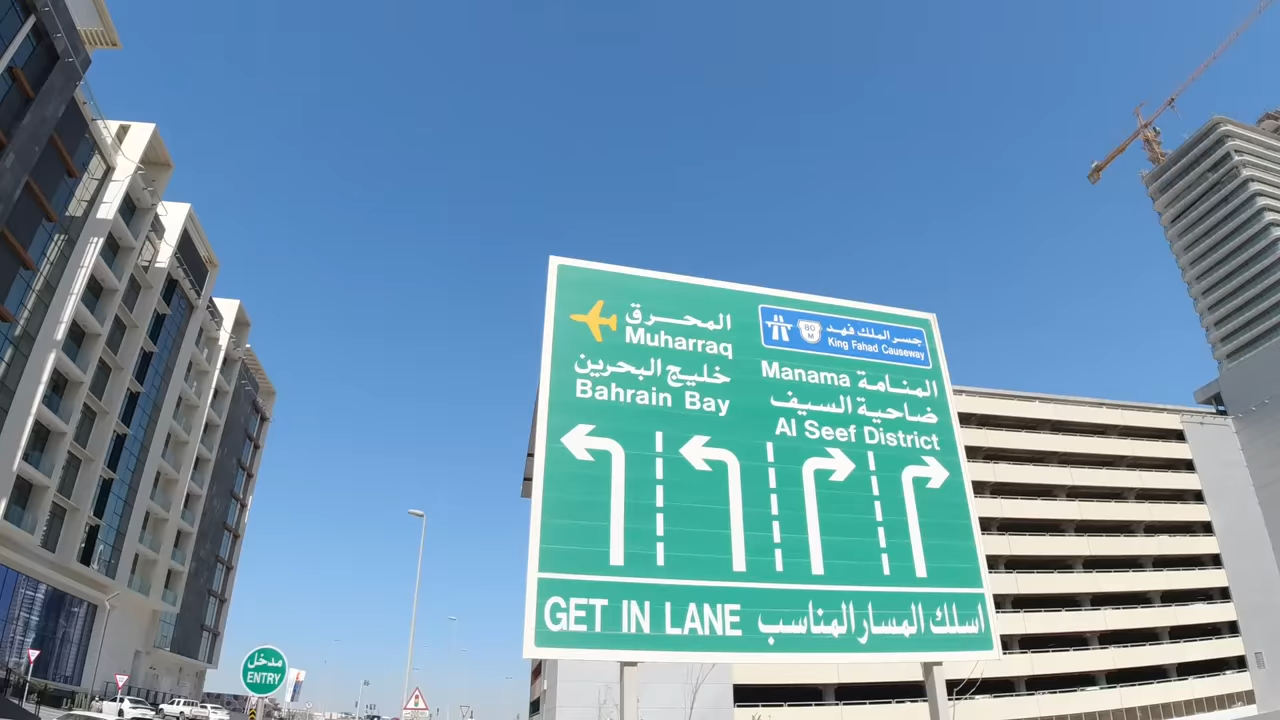 المحرق
Muharraq
خليج البحرين
Bahrain Bay
جسر الملك فهد
80
M
King Fahad Causeway
Manama المنامة
ضاحية السيف
Al Seef District
GET IN LANE اسلك المسار المناسب
مدخل
ENTRY